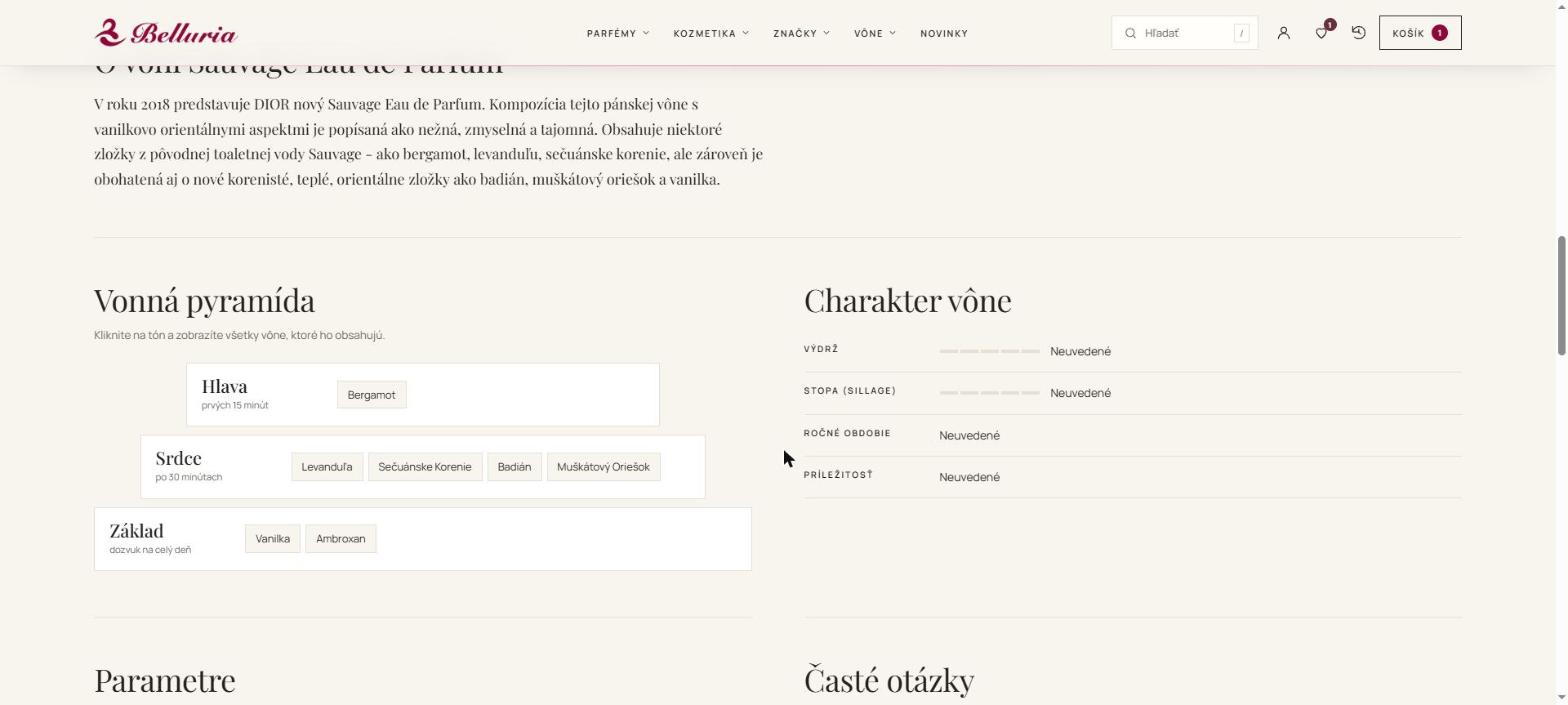 Belluria
PARFÉMY
KOZMETIKA
ZNAČKY
VÔNE
NOVINKY
Hľadať
/
1
KOŠÍK 1
O vôni Sauvage Eau de Parfum
V roku 2018 predstavuje DIOR nový Sauvage Eau de Parfum. Kompozícia tejto pánskej vône s
vanilkovo orientálnymi aspektmi je popísaná ako nežná, zmyselná a tajomná. Obsahuje niektoré
zložky z pôvodnej toaletnej vody Sauvage - ako bergamot, levanduľu, sečuánske korenie, ale zároveň je
obohatená aj o nové korenisté, teplé, orientálne zložky ako badián, muškátový oriešok a vanilka.
Vonná pyramída
Kliknite na tón a zobrazíte všetky vône, ktoré ho obsahujú.
Hlava
prvých 15 minút
Bergamot
Srdce
po 30 minútach
Levanduľa
Sečuánske Korenie
Badián
Muškátový Oriešok
Základ
dozvuk na celý deň
Vanilka
Ambroxan
Charakter vône
VÝDRŽ
Neuvedené
STOPA (SILLAGE)
Neuvedené
ROČNÉ OBDOBIE
Neuvedené
PRÍLEŽITOSŤ
Neuvedené
Parametre
Časté otázky